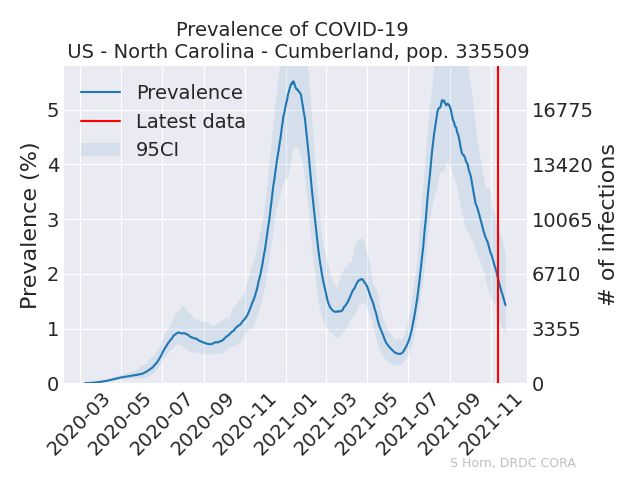 Prevalence of COVID-19
US - North Carolina - Cumberland, pop. 335509
Prevalence
Latest data
95CI
Prevalence (%)
5
4
3
2
1
0
16775
13420
10065
6710
3355
0
# of infections
2020-03
2020-05
2020-07
2020-09
2020-11
2021-01
2021-03
2021-05
2021-07
2021-09
2021-11
S Horn, DRDC CORA